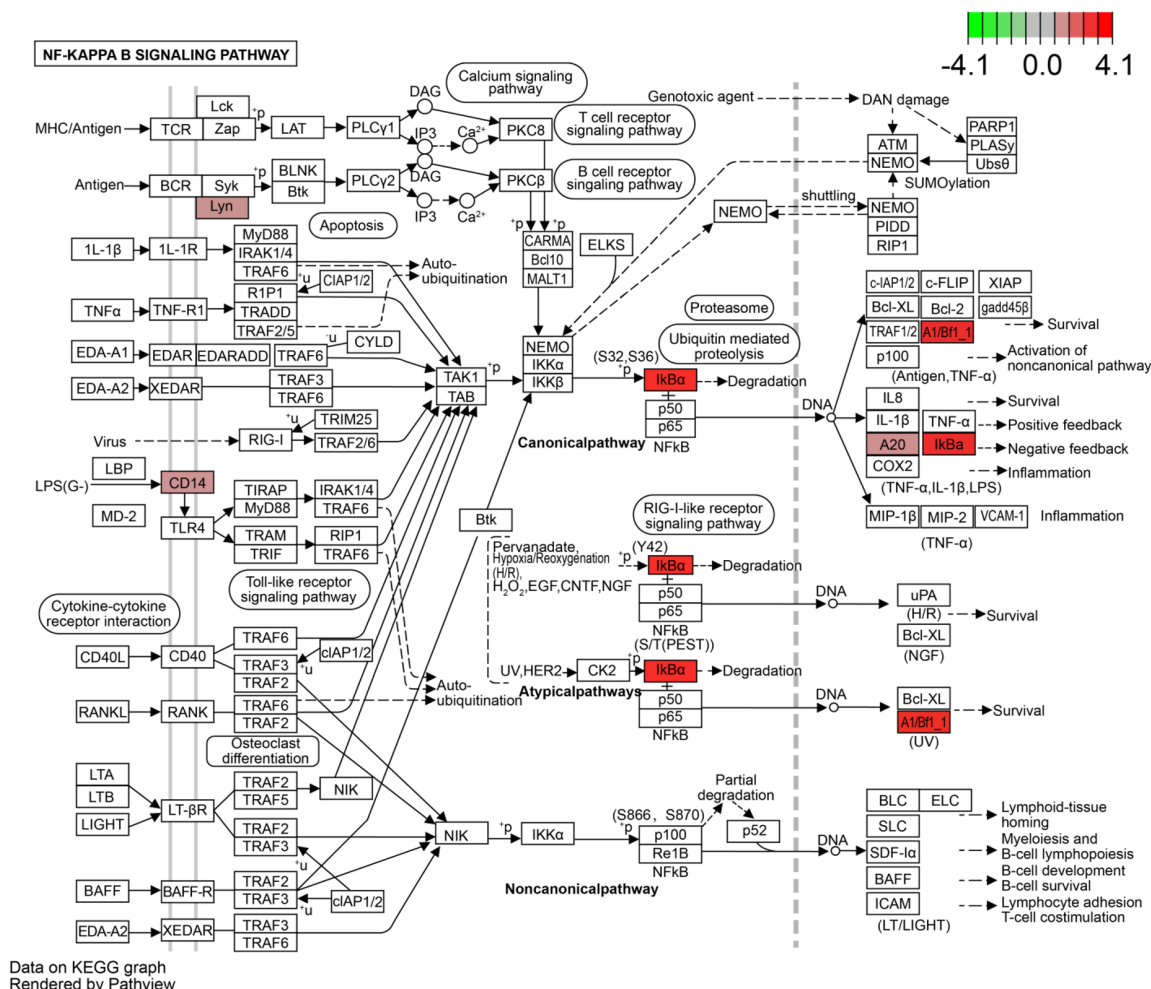 NF-KAPPA B SIGNALING PATHWAY
-4.1 0.0 4.1
Calcium signaling
pathway
T cell receptor
signaling pathway
B cell receptor
singaling pathway
MHC/Antigen
TCR
Lck
Zap
+p
LAT
PLCγ1
DAG
IP3
Ca2+
PKC8
Antigen
BCR
Syk
Lyn
+p
BLNK
Btk
PLCγ2
DAG
IP3
Ca2+
PKCβ
+p +p
Genotoxic agent
DAN damage
ATM
NEMO
PARP1
PLASy
Ubsθ
SUMOylation
NEMO
shuttling
NEMO
PIDD
RIP1
Apoptosis
1L-1β
1L-1R
MyD88
IRAK1/4
TRAF6
Auto-
ubiquitination
CARMA
Bcl10
MALT1
ELKS
TNFα
TNF-R1
R1P1
TRADD
TRAF2/5
+u
CIAP1/2
EDA-A1
EDAR
EDARADD
TRAF6
+u
CYLD
EDA-A2
XEDAR
TRAF3
TRAF6
TAK1
TAB
+p
NEMO
IKKα
IKKβ
Proteasome
Ubiquitin mediated
proteolysis
(S32,S36)
+p
IkBα
Degradation
p50
p65
NFkB
Canonicalpathway
DNA
c-IAP1/2
c-FLIP
XIAP
Bcl-XL
Bcl-2
gadd45β
TRAF1/2
A1/Bf1_1
Survival
p100
Activation of
noncanonical pathway
(Antigen,TNF-α)
IL8
Survival
IL-1β
TNF-α
Positive feedback
A20
IkBa
Negative feedback
COX2
Inflammation
(TNF-α,IL-1β,LPS)
MIP-1β
MIP-2
VCAM-1
Inflammation
(TNF-α)
Virus
RIG-I
+u
TRIM25
TRAF2/6
LBP
LPS(G-)
CD14
MD-2
TLR4
TIRAP
MyD88
IRAK1/4
TRAF6
TRAM
TRIF
RIP1
TRAF6
Toll-like receptor
signaling pathway
Btk
RIG-I-like receptor
signaling pathway
Pervanadate,
Hypoxia/Reoxygenation
(H/R),
H2O2,EGF,CNTF,NGF
(Y42)
+p
IkBα
Degradation
p50
p65
NFkB
DNA
uPA
(H/R)
Bcl-XL
(NGF)
Survival
Cytokine-cytokine
receptor interaction
CD40L
CD40
TRAF6
TRAF3
TRAF2
+u
cIAP1/2
RANKL
RANK
TRAF6
TRAF2
Auto-
ubiquitination
(S/T(PEST))
UV,HER2
CK2
+p
IkBα
Degradation
Atypicalpathways
p50
p65
NFkB
DNA
Bcl-XL
A1/Bf1_1
(UV)
Survival
Osteoclast
differentiation
LTA
LTB
LIGHT
LT-βR
TRAF2
TRAF5
NIK
TRAF2
TRAF3
+u
NIK
+p
IKKα
(S866, S870)
+p
p100
Re1B
NFkB
Partial
degradation
p52
DNA
Noncanonicalpathway
BLC
ELC
SLC
SDF-Iα
BAFF
ICAM
(LT/LIGHT)
Lymphoid-tissue
homing
Myeloiesis and
B-cell lymphopoiesis
B-cell development
B-cell survival
Lymphocyte adhesion
T-cell costimulation
BAFF
BAFF-R
TRAF2
TRAF3
+u
cIAP1/2
EDA-A2
XEDAR
TRAF3
TRAF6
Data on KEGG graph
Rendered by Pathview